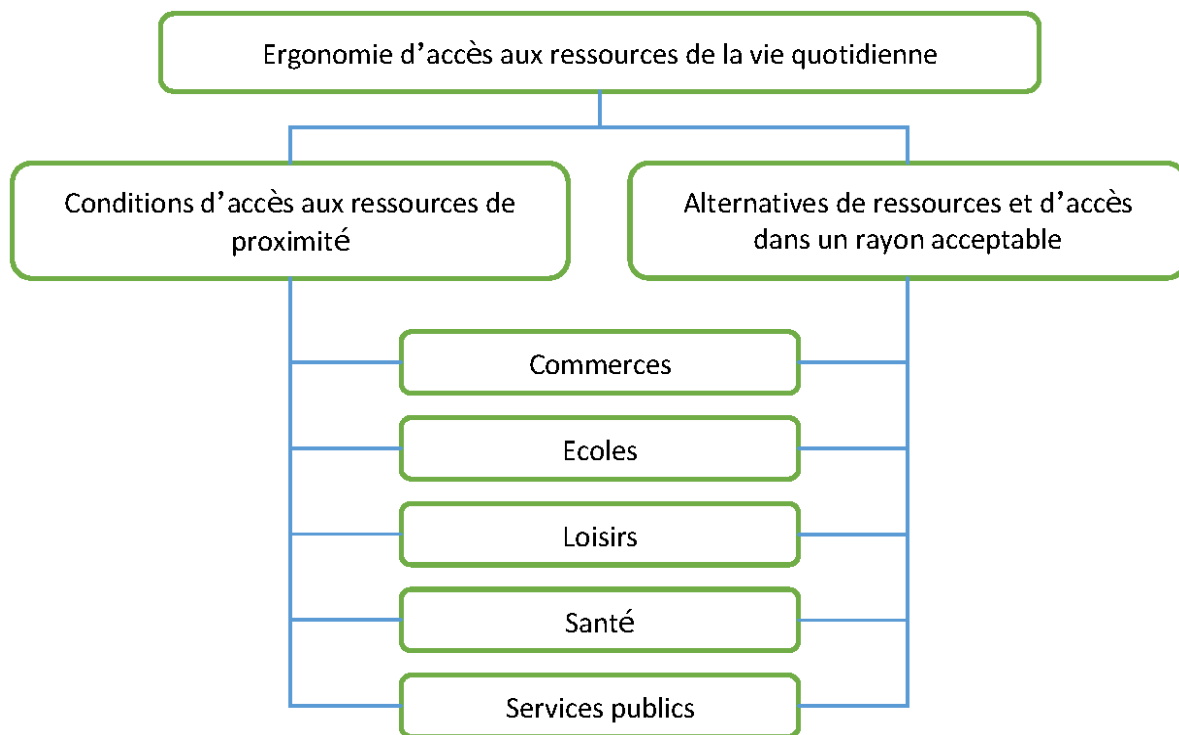 Ergonomie d’accès aux ressources de la vie quotidienne
Conditions d’accès aux ressources de
proximité
Alternatives de ressources et d’accès
dans un rayon acceptable
Commerces
Ecoles
Loisirs
Santé
Services publics